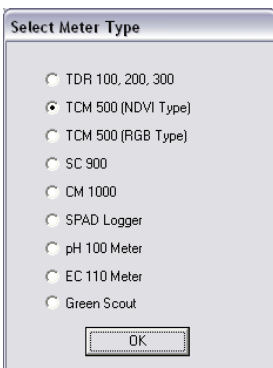 Select Meter Type
TDR 100, 200, 300
TCM 500 (NDVI Type)
TCM 500 (RGB Type)
SC 900
CM 1000
SPAD Logger
pH 100 Meter
EC 110 Meter
Green Scout
OK